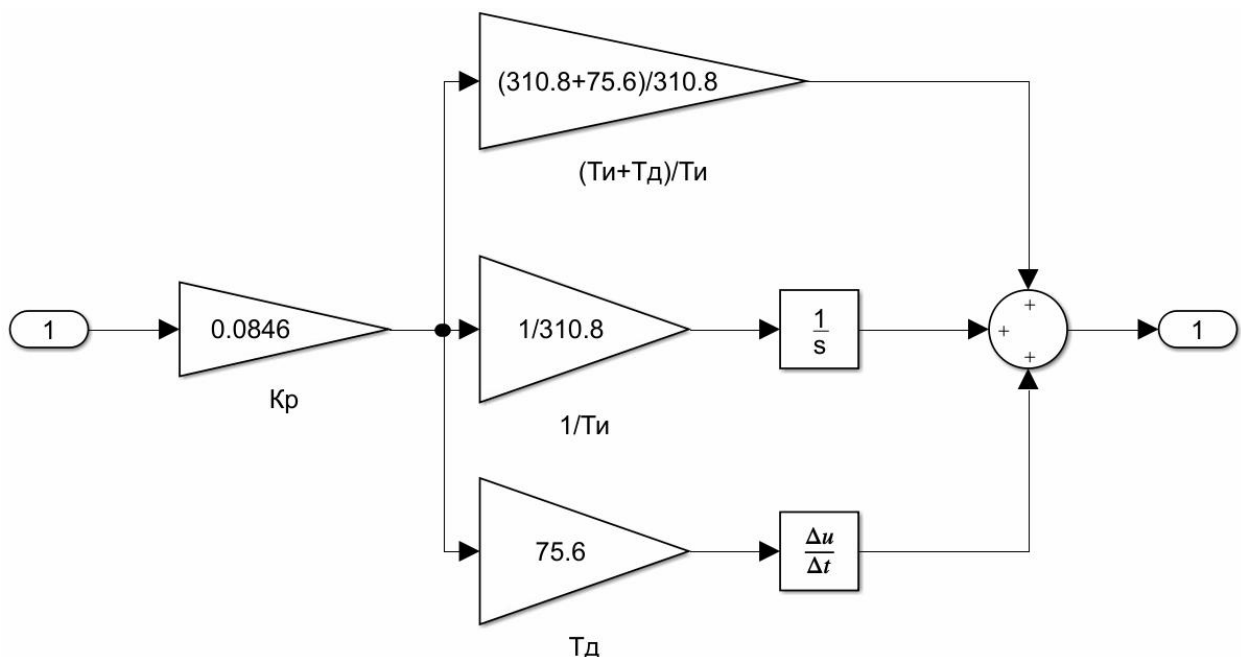 (310.8+75.6)/310.8
(Ти+Тд)/Ти
1
0.0846
Кр
1/310.8
1/Ти
1
s
+
+
+
1
75.6
Тд
Δu
Δt